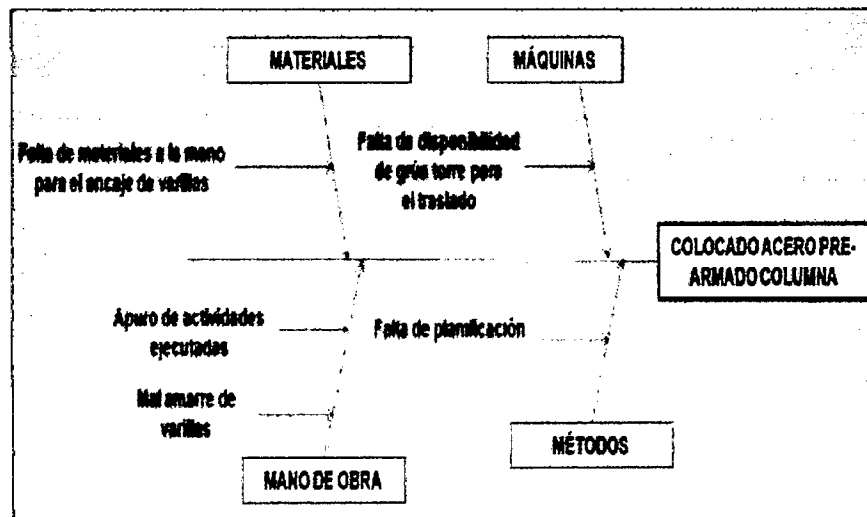 MATERIALES
MÁQUINAS
Falta de materiales a la mano
para el encaje de varillas
Falta de disponibilidad
de grúa torre para
el traslado
COLOCADO ACERO PRE-
ARMADO COLUMNA
Apuro de actividades
ejecutadas
Falta de planificación
Mal amarre de
varillas
MANO DE OBRA
MÉTODOS